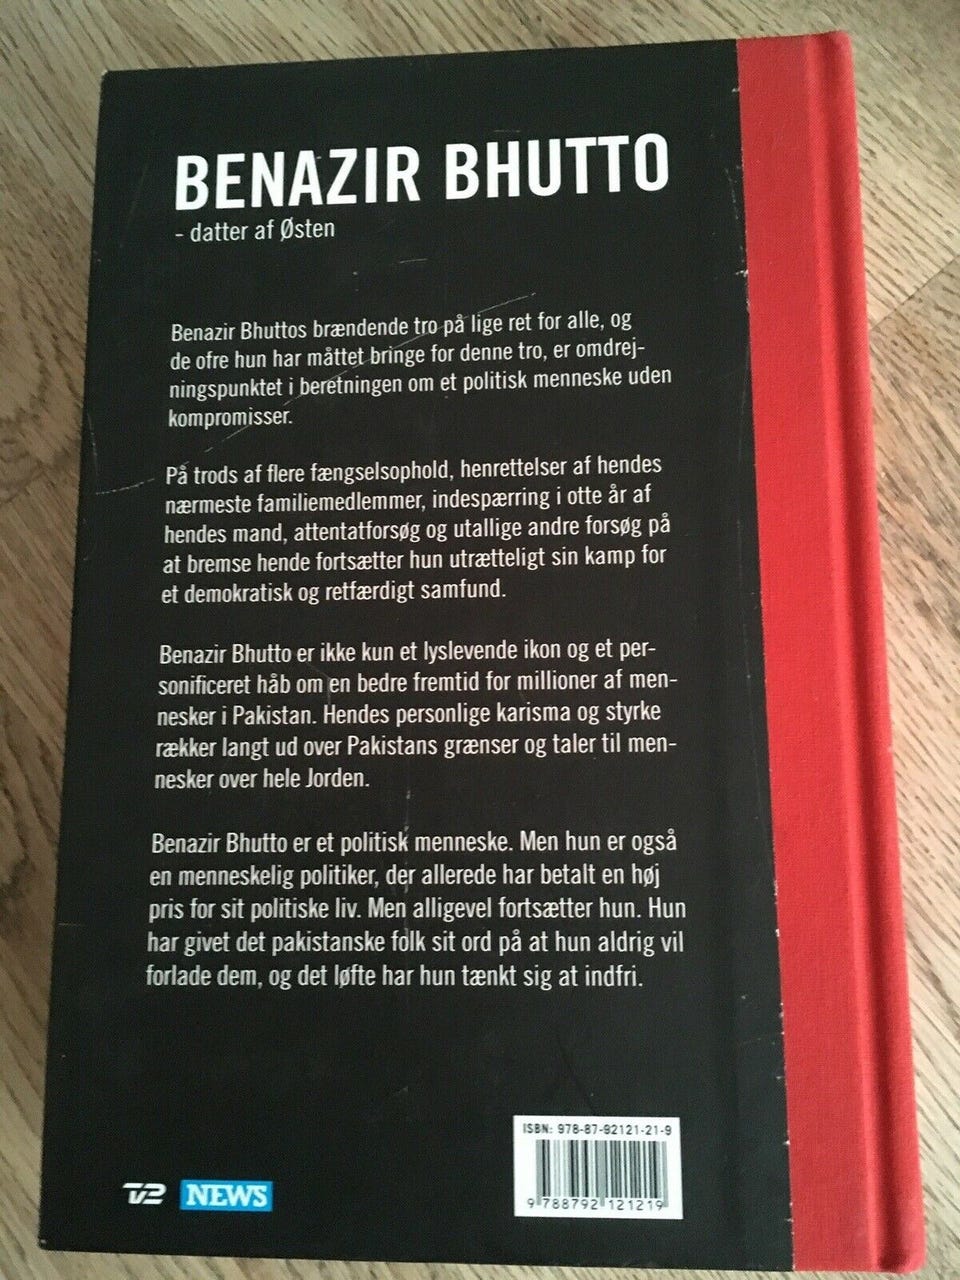 BENAZIR BHUTTO
- datter af Østen
Benazir Bhuttos brændende tro på lige ret for alle, og
de ofre hun har måttet bringe for denne tro, er omdrej-
ningspunktet i beretningen om et politisk menneske uden
kompromisser.
På trods af flere fængselsophold, henrettelser af hendes
nærmeste familiemedlemmer, indespærring i otte år af
hendes mand, attentatforsøg og utallige andre forsøg på
at bremse hende fortsætter hun utrætteligt sin kamp for
et demokratisk og retfærdigt samfund.
Benazir Bhutto er ikke kun et lyslevende ikon og et per-
sonificeret håb om en bedre fremtid for millioner af men-
nesker i Pakistan. Hendes personlige karisma og styrke
rækker langt ud over Pakistans grænser og taler til men-
nesker over hele Jorden.
Benazir Bhutto er et politisk menneske. Men hun er også
en menneskelig politiker, der allerede har betalt en høj
pris for sit politiske liv. Men alligevel fortsætter hun. Hun
har givet det pakistanske folk sit ord på at hun aldrig vil
forlade dem, og det løfte har hun tænkt sig at indfri.
ISBN: 978-87-92121-21-9
9 788792 121219
TV2 NEWS